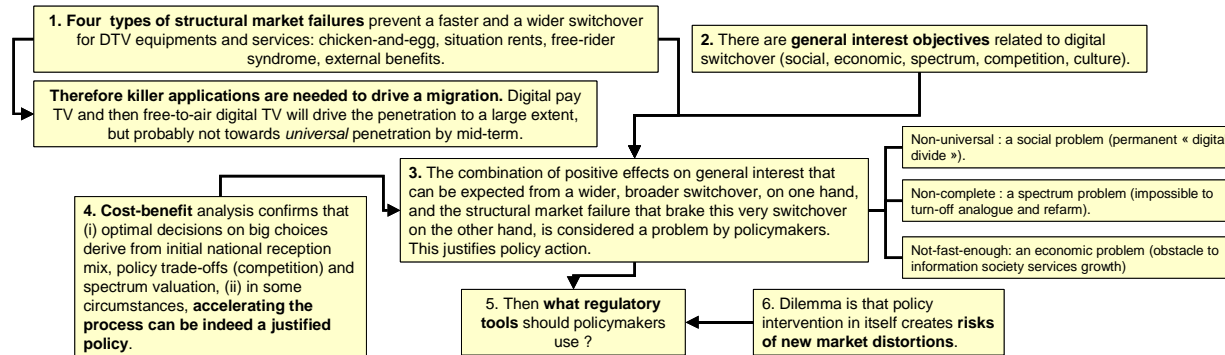 1. Four types of structural market failures prevent a faster and a wider switchover
for DTV equipments and services: chicken-and-egg, situation rents, free-rider
syndrome, external benefits.
2. There are general interest objectives related to digital
switchover (social, economic, spectrum, competition, culture).
Therefore killer applications are needed to drive a migration. Digital pay
TV and then free-to-air digital TV will drive the penetration to a large extent,
but probably not towards universal penetration by mid-term.
3. The combination of positive effects on general interest that
can be expected from a wider, broader switchover, on one hand,
and the structural market failure that brake this very switchover
on the other hand, is considered a problem by policymakers.
This justifies policy action.
Non-universal : a social problem (permanent « digita
divide »).
Non-complete : a spectrum problem (impossible to
turn-off analogue and refarm).
Not-fast-enough: an economic problem (obstacle to
information society services growth)
4. Cost-benefit analysis confirms that
(i) optimal decisions on big choices
derive from initial national reception
mix, policy trade-offs (competition) and
spectrum valuation, (ii) in some
circumstances, accelerating the
process can be indeed a justified
policy.
5. Then what regulatory
tools should policymakers
use ?
6. Dilemma is that policy
intervention in itself creates risks
of new market distortions.